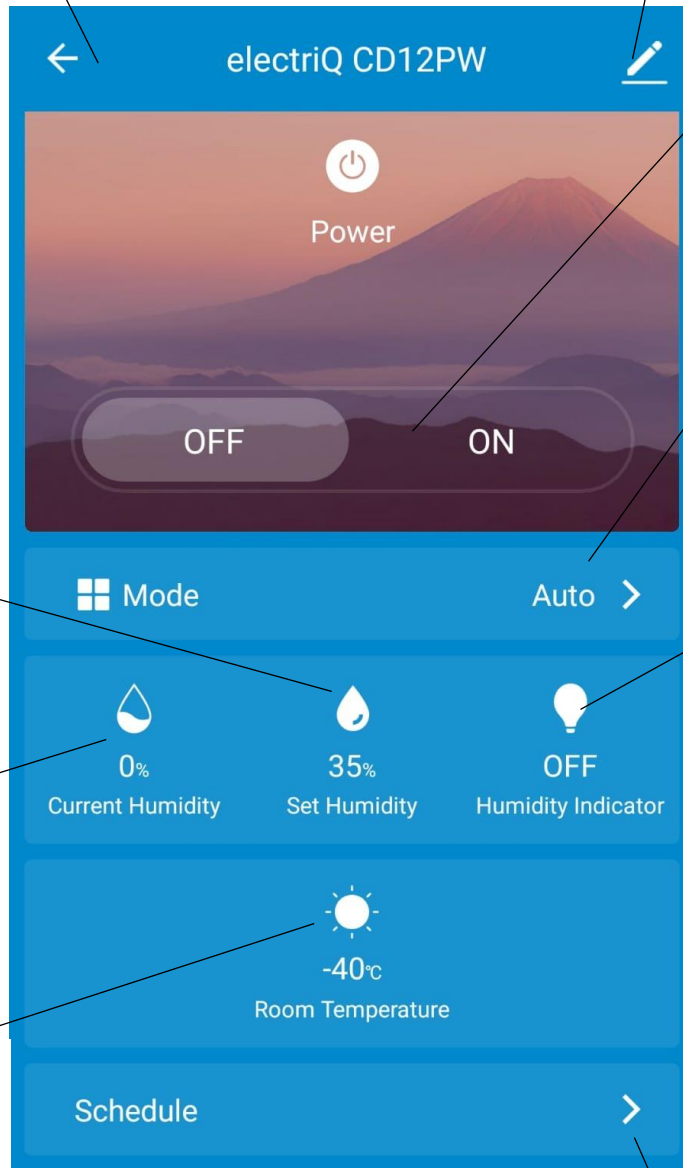 electriQ CD12PW
Power
OFF ON
Mode Auto
0% 35% OFF
Current Humidity Set Humidity Humidity Indicator
-40℃
Room Temperature
Schedule